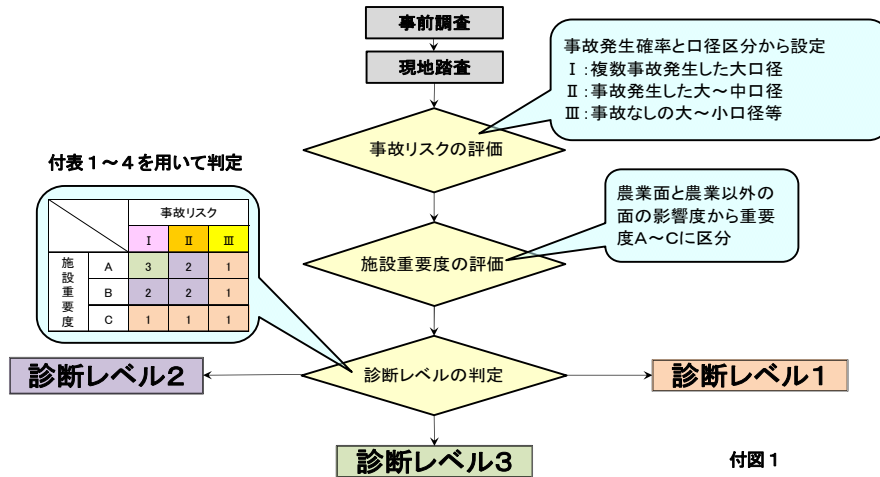 事前調査
現地踏査
事故発生確率と口径区分から設定
Ⅰ：複数事故発生した大口径
Ⅱ：事故発生した大～中口径
Ⅲ：事故なしの大～小口径等
事故リスクの評価
付表１～４を用いて判定
事故リスク
Ⅰ Ⅱ Ⅲ
施設重要度
A 3 2 1
B 2 2 1
C 1 1 1
農業面と農業以外の
面の影響度から重要
度A～Cに区分
施設重要度の評価
診断レベル２
診断レベルの判定
診断レベル１
診断レベル３
付図１